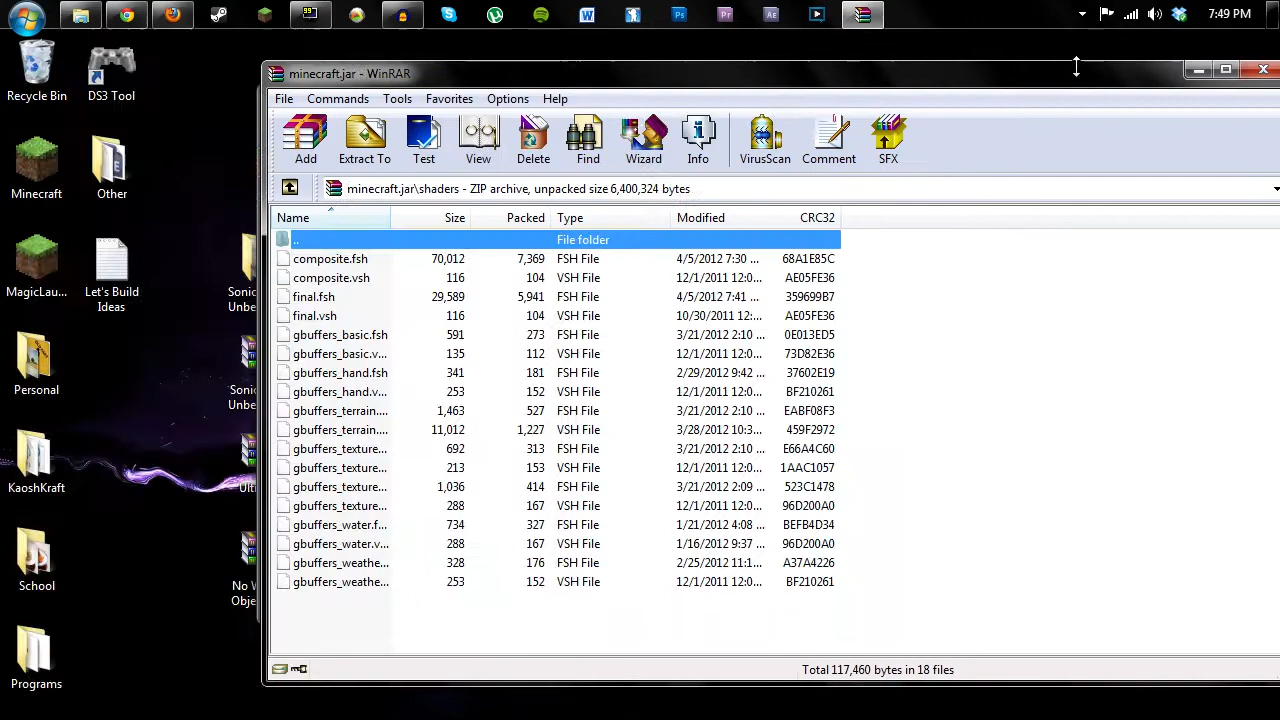 7:49 PM
Recycle Bin
DS3 Tool
Minecraft
Other
MagicLau...
Let's Build
Ideas
Personal
KaoshKraft
School
Programs
Sonic
Unbe
Sonic
Unbe
Ulti
No W
Obje
minecraft.jar - WinRAR
File Commands Tools Favorites Options Help
Add Extract To Test View Delete Find Wizard Info VirusScan Comment SFX
minecraft.jar\shaders - ZIP archive, unpacked size 6,400,324 bytes
Name Size Packed Type Modified CRC32
.. File folder
composite.fsh 70,012 7,369 FSH File 4/5/2012 7:30 ... 68A1E85C
composite.vsh 116 104 VSH File 12/1/2011 12:0... AE05FE36
final.fsh 29,589 5,941 FSH File 4/5/2012 7:41 ... 359699B7
final.vsh 116 104 VSH File 10/30/2011 12:... AE05FE36
gbuffers_basic.fsh 591 273 FSH File 3/21/2012 2:10 ... 0E013ED5
gbuffers_basic.v... 135 112 VSH File 12/1/2011 12:0... 73D82E36
gbuffers_hand.fsh 341 181 FSH File 2/29/2012 9:42 ... 37602E19
gbuffers_hand.v... 253 152 VSH File 12/1/2011 12:0... BF210261
gbuffers_terrain.... 1,463 527 FSH File 3/21/2012 2:10 ... EABF08F3
gbuffers_terrain.... 11,012 1,227 VSH File 3/28/2012 10:3... 459F2972
gbuffers_texture... 692 313 FSH File 3/21/2012 2:10 ... E66A4C60
gbuffers_texture... 213 153 VSH File 12/1/2011 12:0... 1AAC1057
gbuffers_texture... 1,036 414 FSH File 3/21/2012 2:09 ... 523C1478
gbuffers_texture... 288 167 VSH File 12/1/2011 12:0... 96D200A0
gbuffers_water.f... 734 327 FSH File 1/21/2012 4:08 ... BEFB4D34
gbuffers_water.v... 288 167 VSH File 1/16/2012 9:37 ... 96D200A0
gbuffers_weathe... 328 176 FSH File 2/25/2012 11:1... A37A4226
gbuffers_weathe... 253 152 VSH File 12/1/2011 12:0... BF210261
Total 117,460 bytes in 18 files